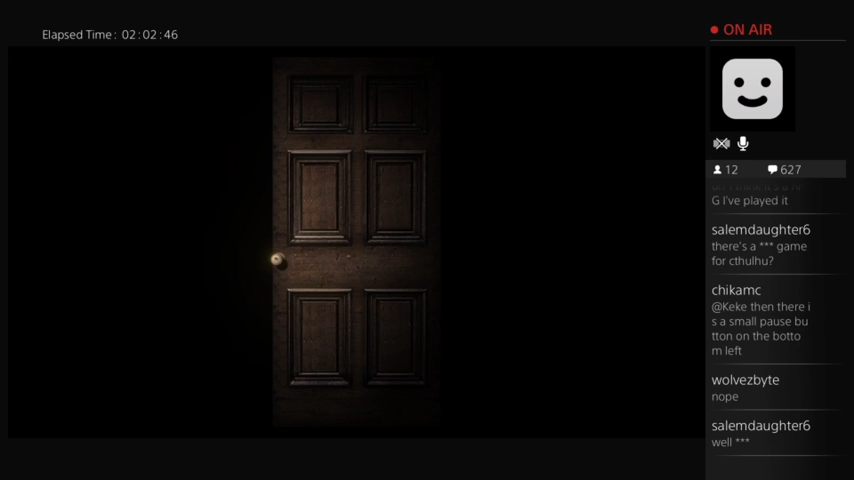 Elapsed Time: 02:02:46
ON AIR
12 627
G I've played it
salemdaughter6
there's a *** game
for cthulhu?
chikamc
@Keke then there i
s a small pause bu
tton on the botto
m left
wolvezbyte
nope
salemdaughter6
well ***